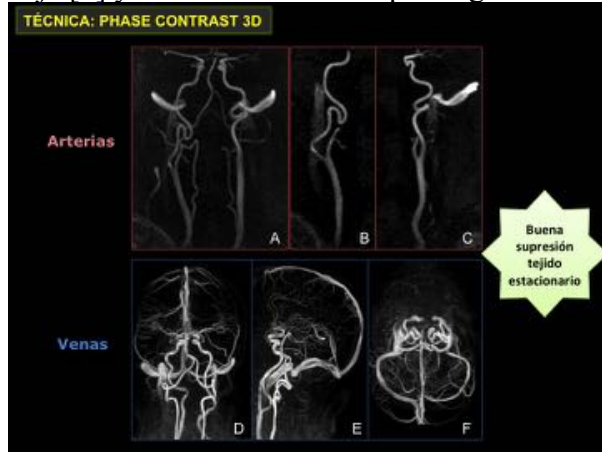 TÉCNICA: PHASE CONTRAST 3D
Arterias
A
B
C
Buena
supresión
tejido
estacionario
Venas
D
E
F